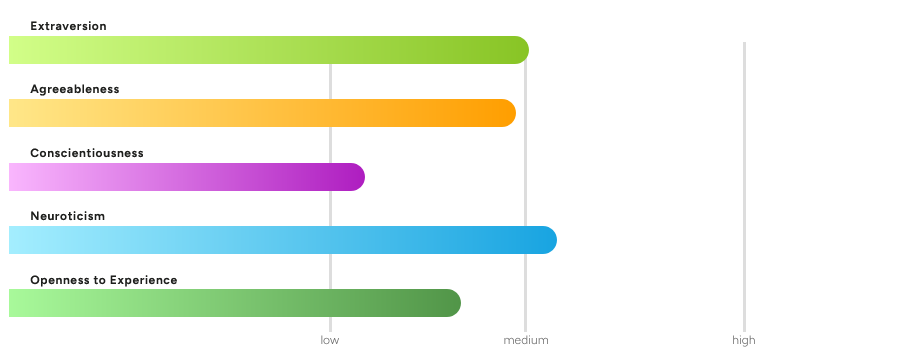 Extraversion
Agreeableness
Conscientiousness
Neuroticism
Openness to Experience
low medium high